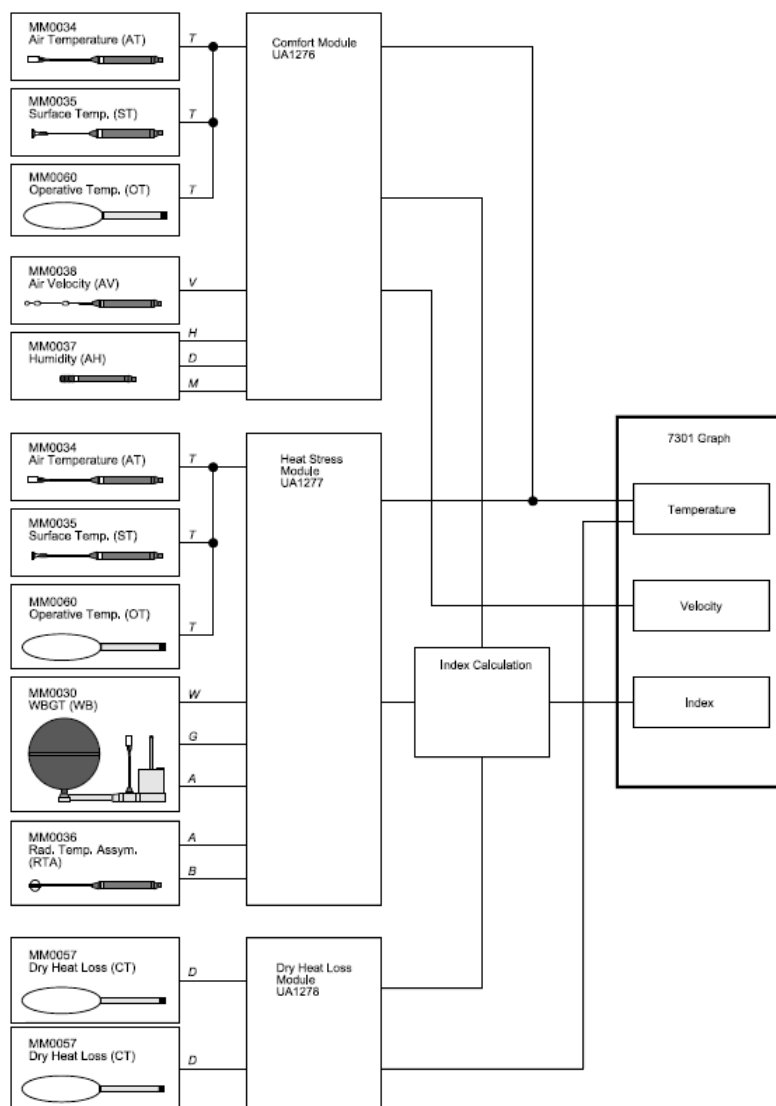 MM0034
Air Temperature (AT)
T
MM0035
Surface Temp. (ST)
T
MM0060
Operative Temp. (OT)
T
MM0038
Air Velocity (AV)
V
MM0037
Humidity (AH)
H
D
M
Comfort Module
UA1276
MM0034
Air Temperature (AT)
T
MM0035
Surface Temp. (ST)
T
MM0060
Operative Temp. (OT)
T
MM0030
WBGT (WB)
W
G
A
MM0036
Rad. Temp. Assym.
(RTA)
A
B
Heat Stress
Module
UA1277
MM0057
Dry Heat Loss (CT)
D
MM0057
Dry Heat Loss (CT)
D
Dry Heat Loss
Module
UA1278
Index Calculation
7301 Graph
Temperature
Velocity
Index